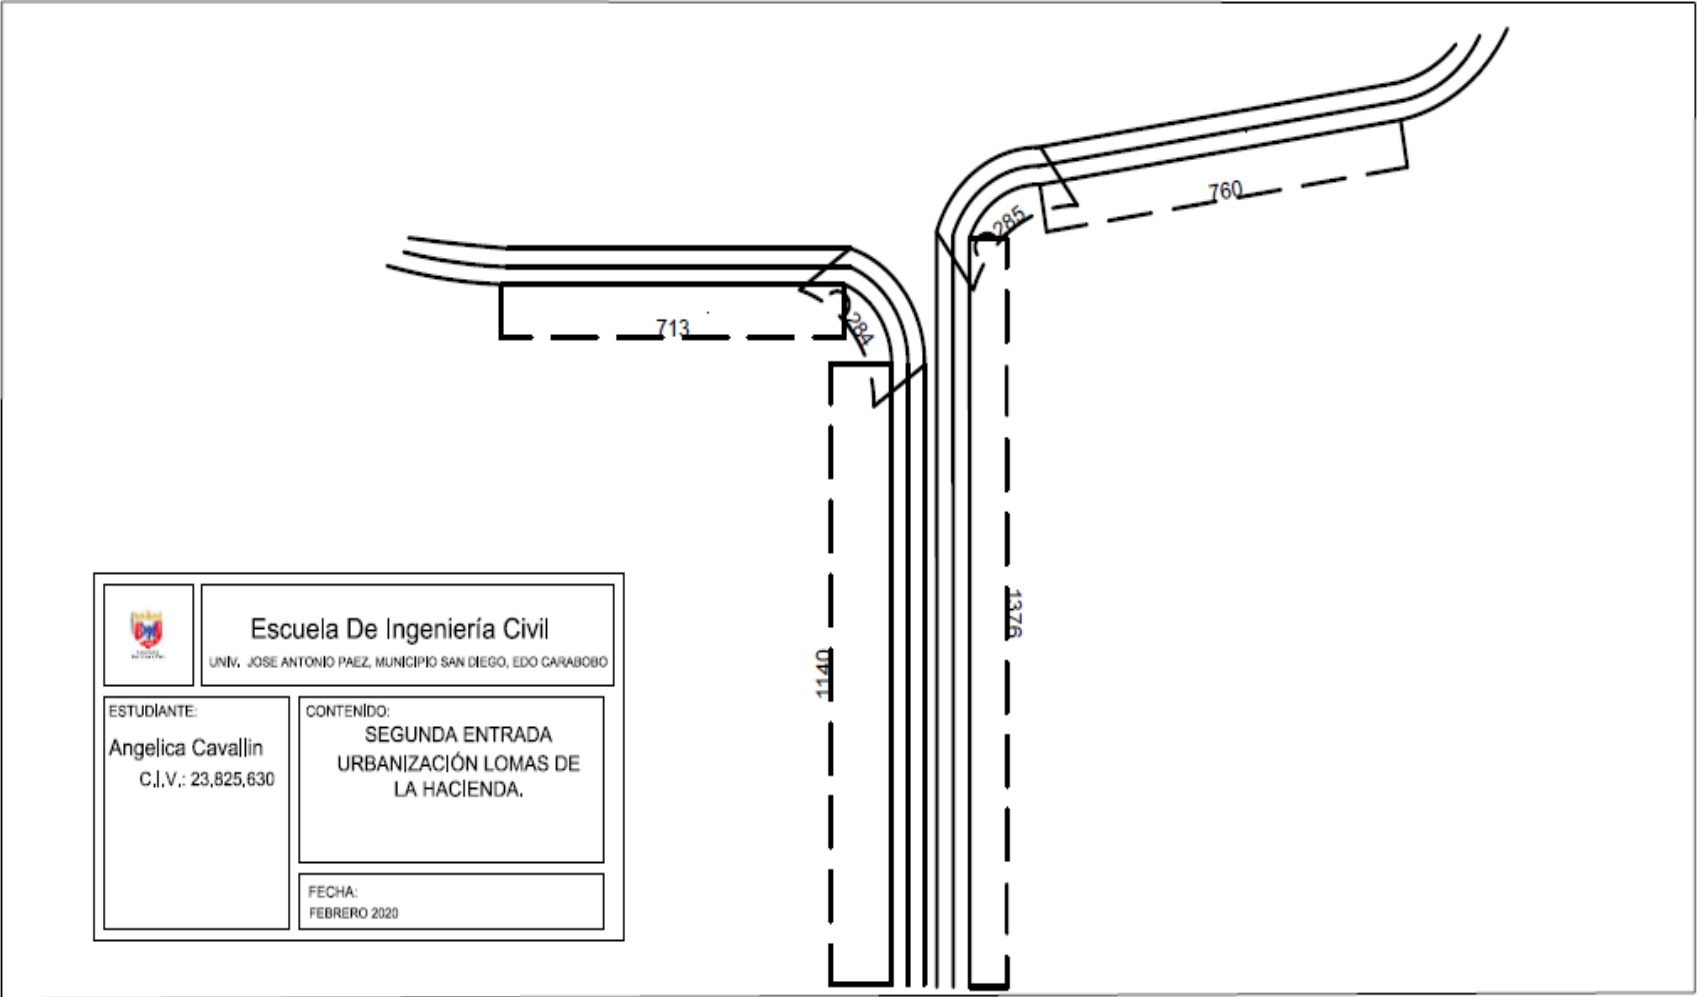 760
285
713
284
1376
1140
Escuela De Ingeniería Civil
UNIV. JOSE ANTONIO PAEZ, MUNICIPIO SAN DIEGO, EDO CARABOBO
ESTUDIANTE:
Angelica Cavallin
C.I.V.: 23,825,630
CONTENIDO:
SEGUNDA ENTRADA
URBANIZACIÓN LOMAS DE
LA HACIENDA.
FECHA:
FEBRERO 2020